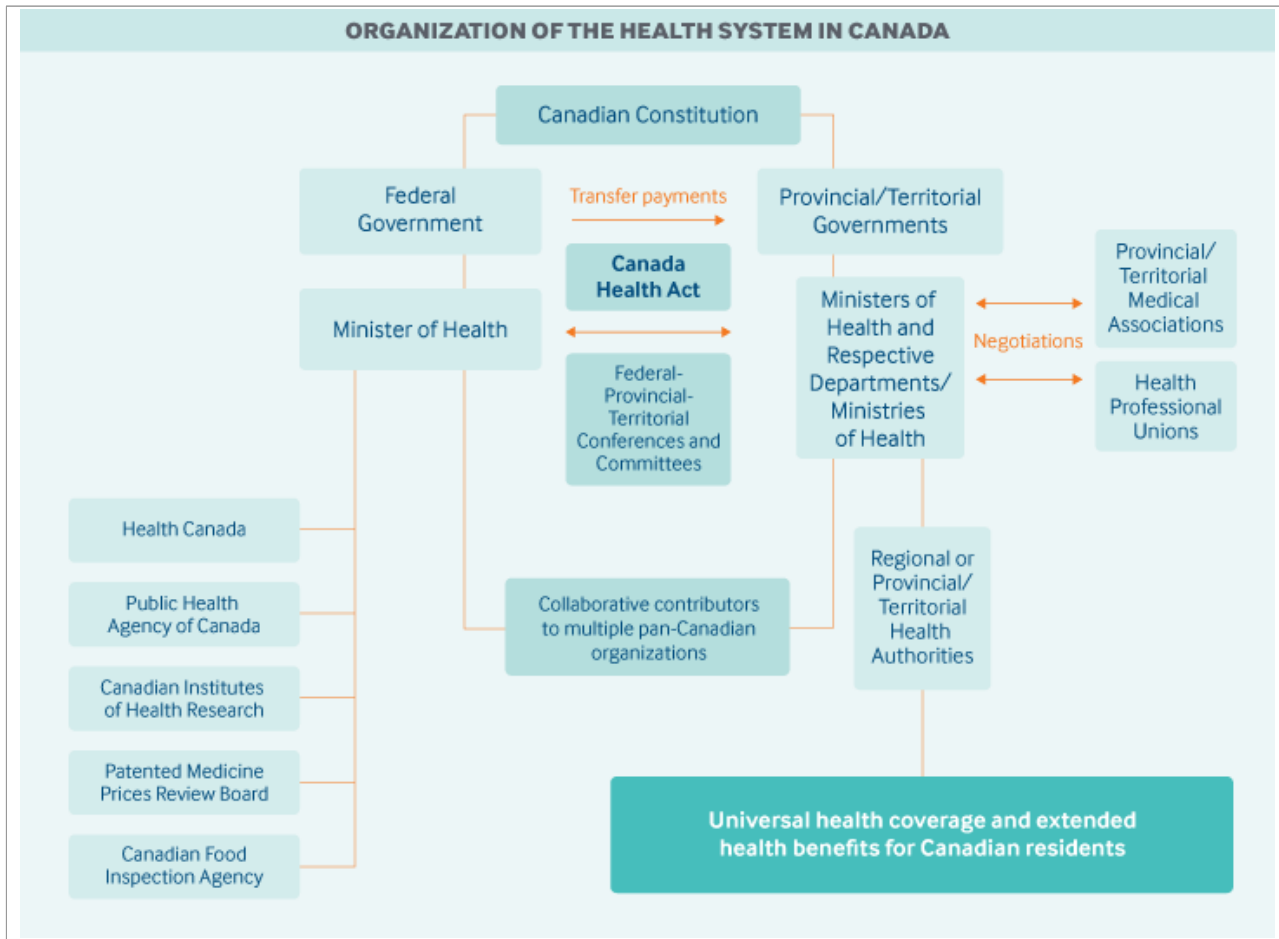 ORGANIZATION OF THE HEALTH SYSTEM IN CANADA
Canadian Constitution
Federal
Government
Transfer payments
Provincial/Territorial
Governments
Canada
Health Act
Minister of Health
Ministers of
Health and
Respective
Departments/
Ministries
of Health
Negotiations
Provincial/
Territorial
Medical
Associations
Health
Professional
Unions
Federal-
Provincial-
Territorial
Conferences and
Committees
Health Canada
Public Health
Agency of Canada
Canadian Institutes
of Health Research
Patented Medicine
Prices Review Board
Canadian Food
Inspection Agency
Collaborative contributors
to multiple pan-Canadian
organizations
Regional or
Provincial/
Territorial
Health
Authorities
Universal health coverage and extended
health benefits for Canadian residents